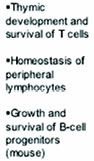 •Thymic
development and
survival of T cells
•Homeostasis of
peripheral
lymphocytes
•Growth and
survival of B-cell
progenitors
(mouse)